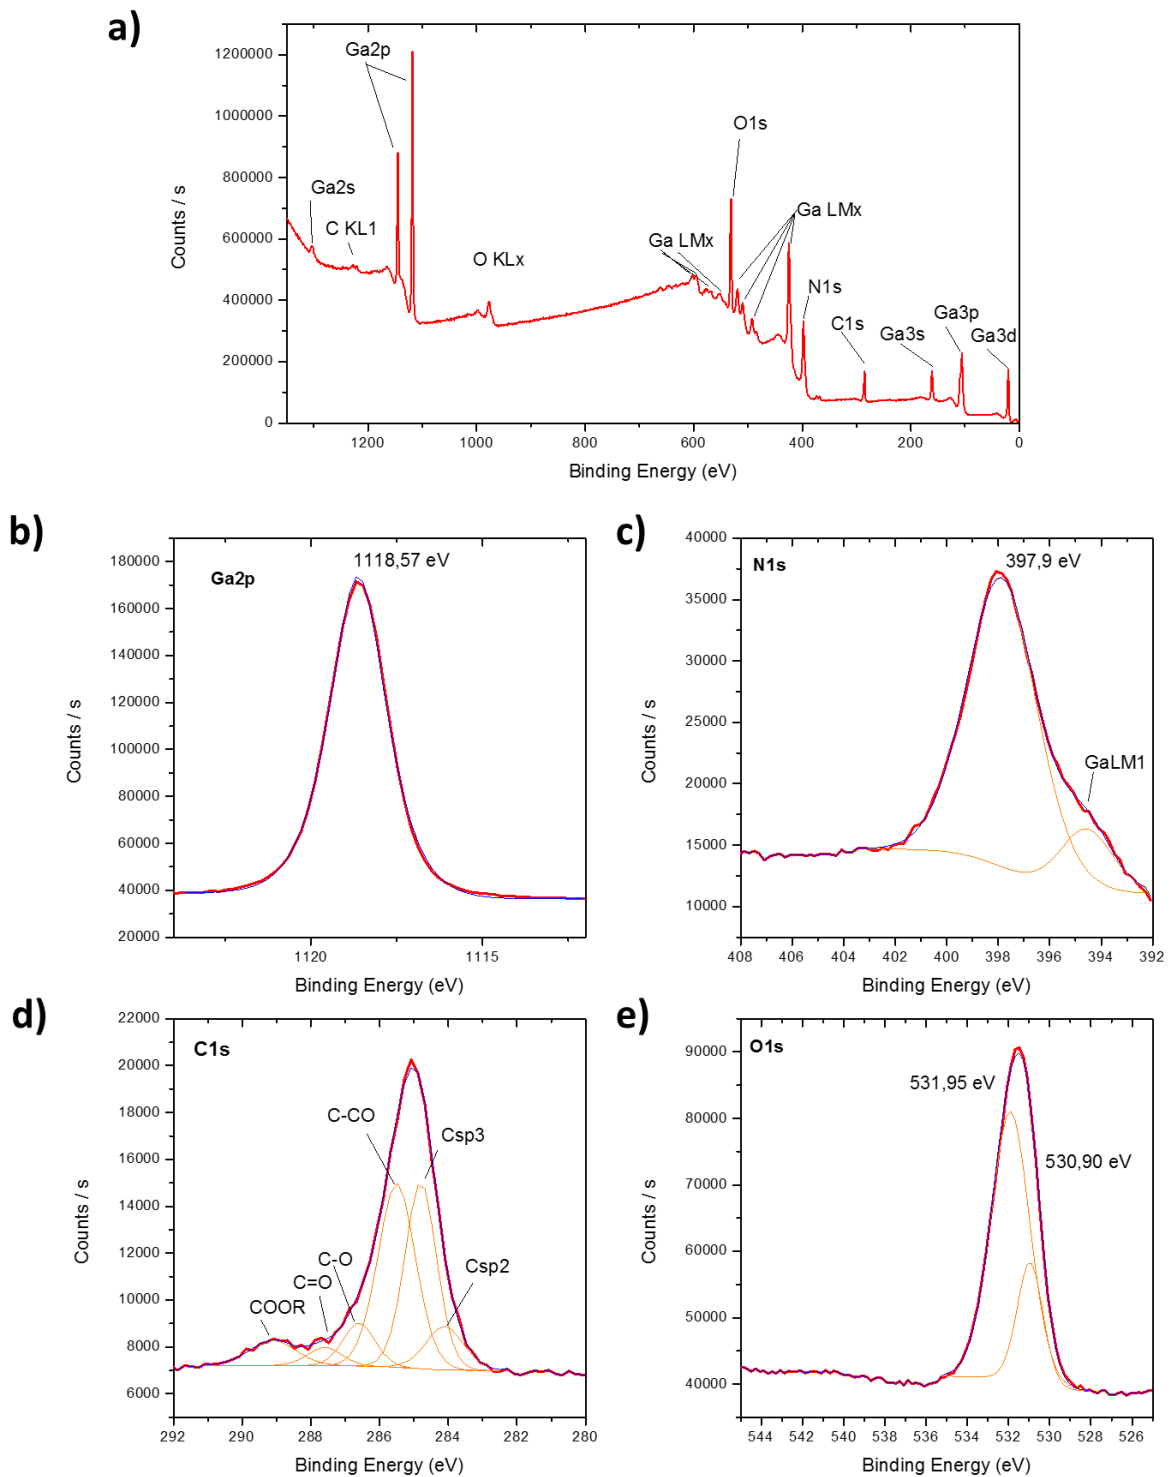 a)
1200000
1000000
800000
600000
400000
200000
0
Counts / s
Ga2p
Ga2s
C KL1
O KLx
Ga LMx
O1s
Ga LMx
N1s
C1s
Ga3s
Ga3p
Ga3d
1200 1000 800 600 400 200 0
Binding Energy (eV)
b)
180000
160000
140000
120000
100000
80000
60000
40000
20000
Counts / s
Ga2p
1118,57 eV
1120 1115
Binding Energy (eV)
c)
40000
35000
30000
25000
20000
15000
10000
Counts / s
N1s
397,9 eV
GaLM1
408 406 404 402 400 398 396 394 392
Binding Energy (eV)
d)
22000
20000
18000
16000
14000
12000
10000
8000
6000
Counts / s
C1s
C-CO
Csp3
C-O
C=O
Csp2
COOR
292 290 288 286 284 282 280
Binding Energy (eV)
e)
90000
80000
70000
60000
50000
40000
Counts / s
O1s
531,95 eV
530,90 eV
544 542 540 538 536 534 532 530 528 526
Binding Energy (eV)